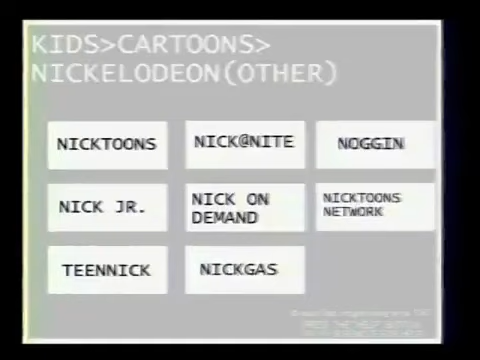 KIDS>CARTOONS>
NICKELODEON(OTHER)
NICKTOONS
NICK@NITE
NOGGIN
NICK JR.
NICK ON
DEMAND
NICKTOONS
NETWORK
TEENNICK
NICKGAS